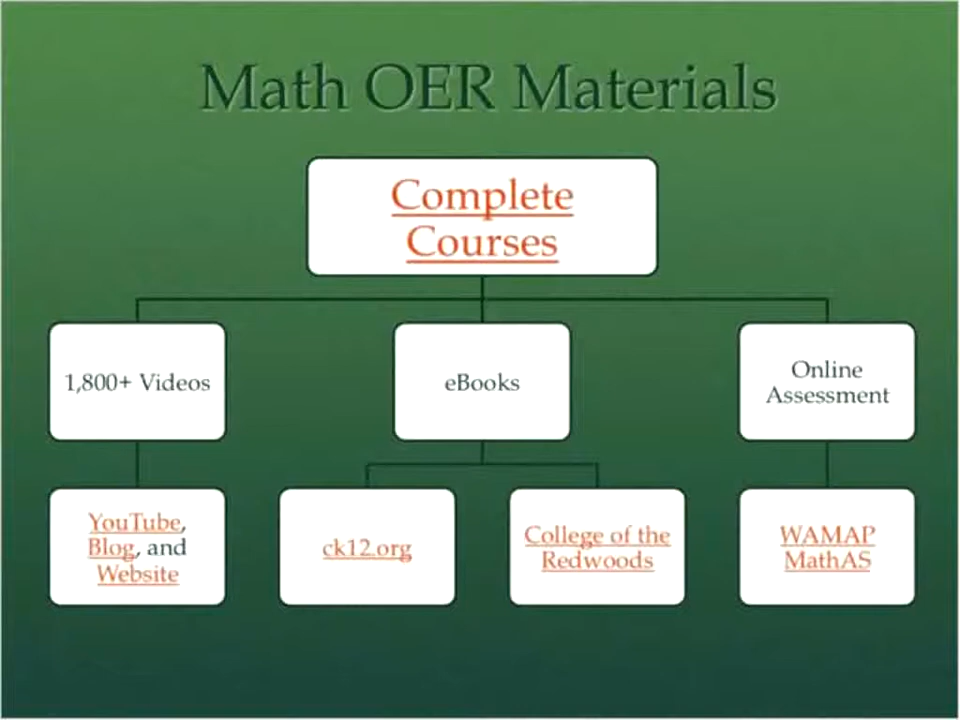 Math OER Materials
Complete
Courses
1,800+ Videos
eBooks
Online
Assessment
YouTube,
Blog, and
Website
ck12.org
College of the
Redwoods
WAMAP
MathAS